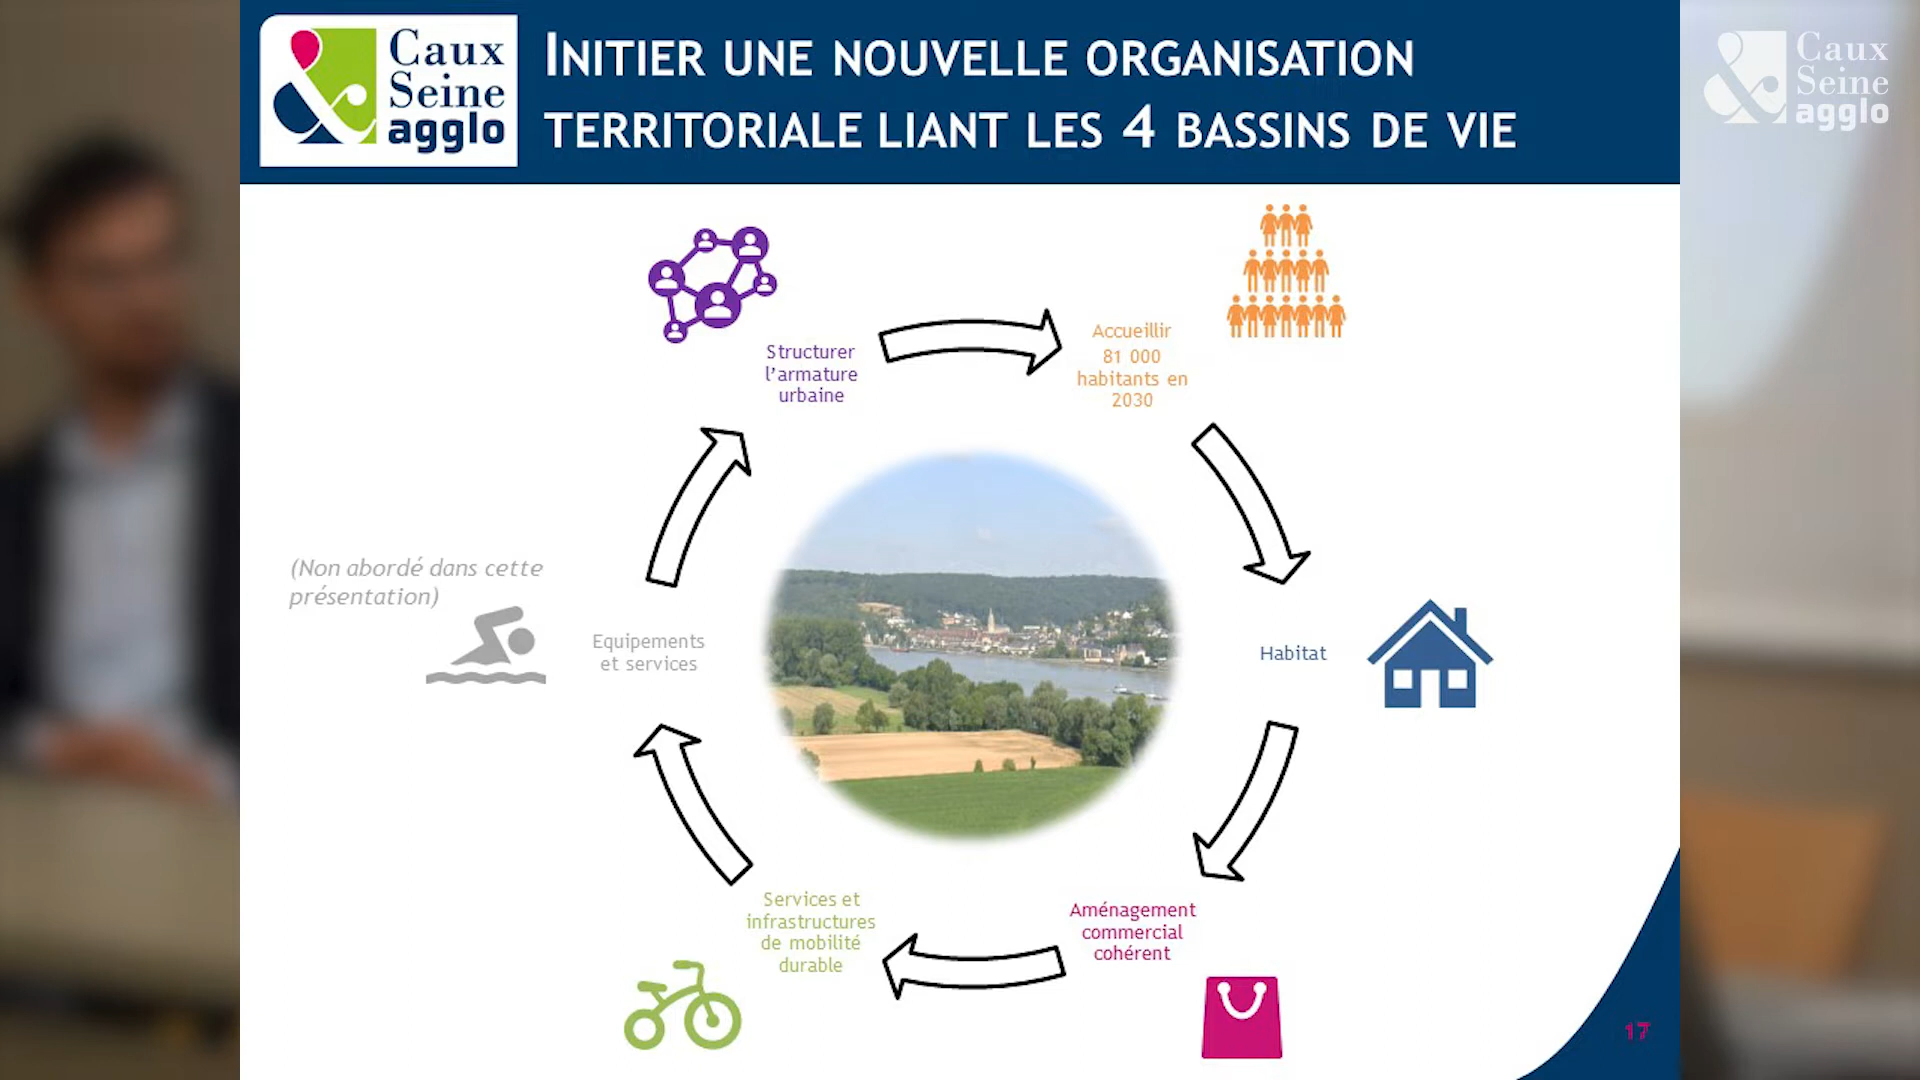 Caux
Seine
agglo
INITIER UNE NOUVELLE ORGANISATION
TERRITORIALE LIANT LES 4 BASSINS DE VIE
Caux
Seine
agglo
Structurer
l’armature
urbaine
Accueillir
81 000
habitants en
2030
(Non abordé dans cette
présentation)
Equipements
et services
Habitat
Services et
infrastructures
de mobilité
durable
Aménagement
commercial
cohérent
17